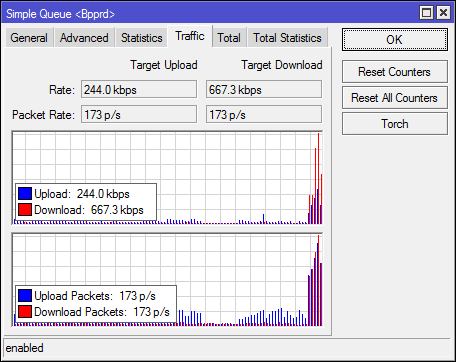 Simple Queue <Bpprd>
General Advanced Statistics Traffic Total Total Statistics
OK
Target Upload Target Download
Reset Counters
Rate: 244.0 kbps 667.3 kbps
Reset All Counters
Packet Rate: 173 p/s 173 p/s
Torch
Upload: 244.0 kbps
Download: 667.3 kbps
Upload Packets: 173 p/s
Download Packets: 173 p/s
enabled